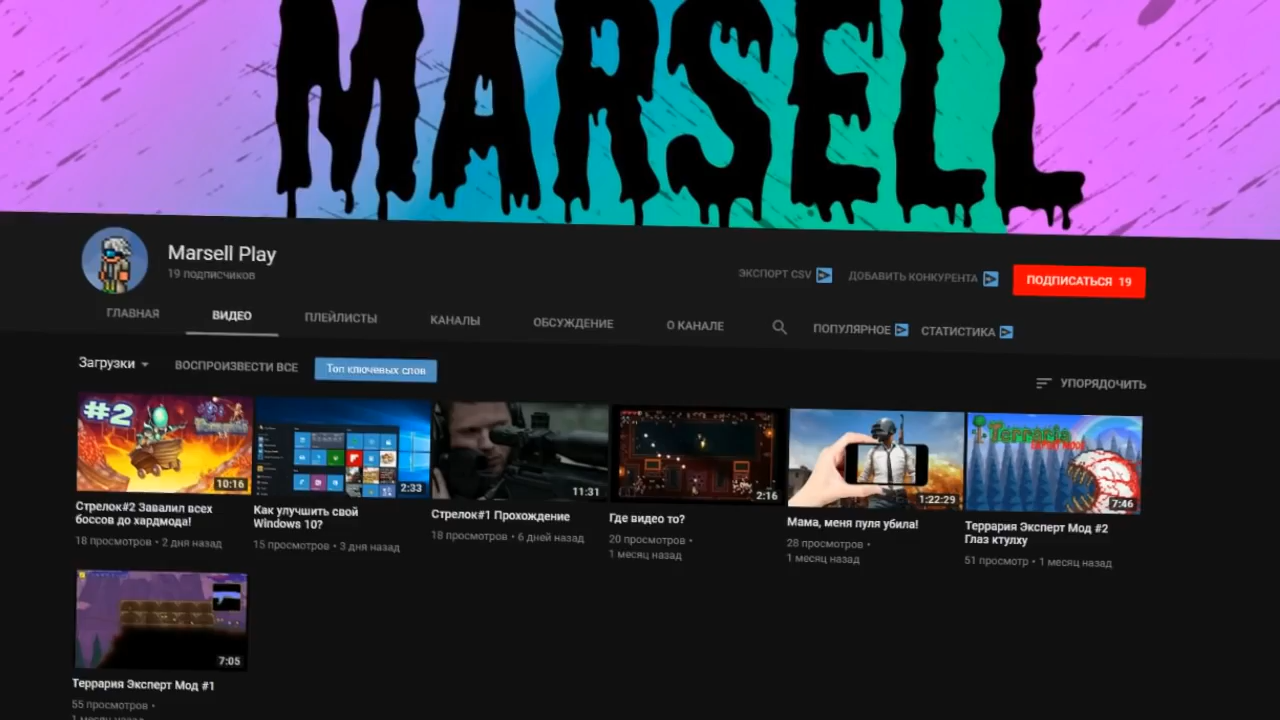 MARSELL
Marsell Play
19 подписчиков
ЭКСПОРТ CSV
ДОБАВИТЬ КОНКУРЕНТА
ПОДПИСАТЬСЯ 19
ГЛАВНАЯ
ВИДЕО
ПЛЕЙЛИСТЫ
КАНАЛЫ
ОБСУЖДЕНИЕ
О КАНАЛЕ
ПОПУЛЯРНОЕ
СТАТИСТИКА
Загрузки
ВОСПРОИЗВЕСТИ ВСЕ
Топ ключевых слов
УПОРЯДОЧИТЬ
#2
10:16
Стрелок#2 Завалил всех
боссов до хардмода!
18 просмотров • 2 дня назад
2:33
Как улучшить свой
Windows 10?
15 просмотров • 3 дня назад
11:31
Стрелок#1 Прохождение
18 просмотров • 6 дней назад
2:16
Где видео то?
20 просмотров •
1 месяц назад
1:22:29
Мама, меня пуля убила!
28 просмотров •
1 месяц назад
Terraria
7:46
Террария Эксперт Мод #2
Глаз ктулху
51 просмотр • 1 месяц назад
7:05
Террария Эксперт Мод #1
55 просмотров •
1 месяц назад